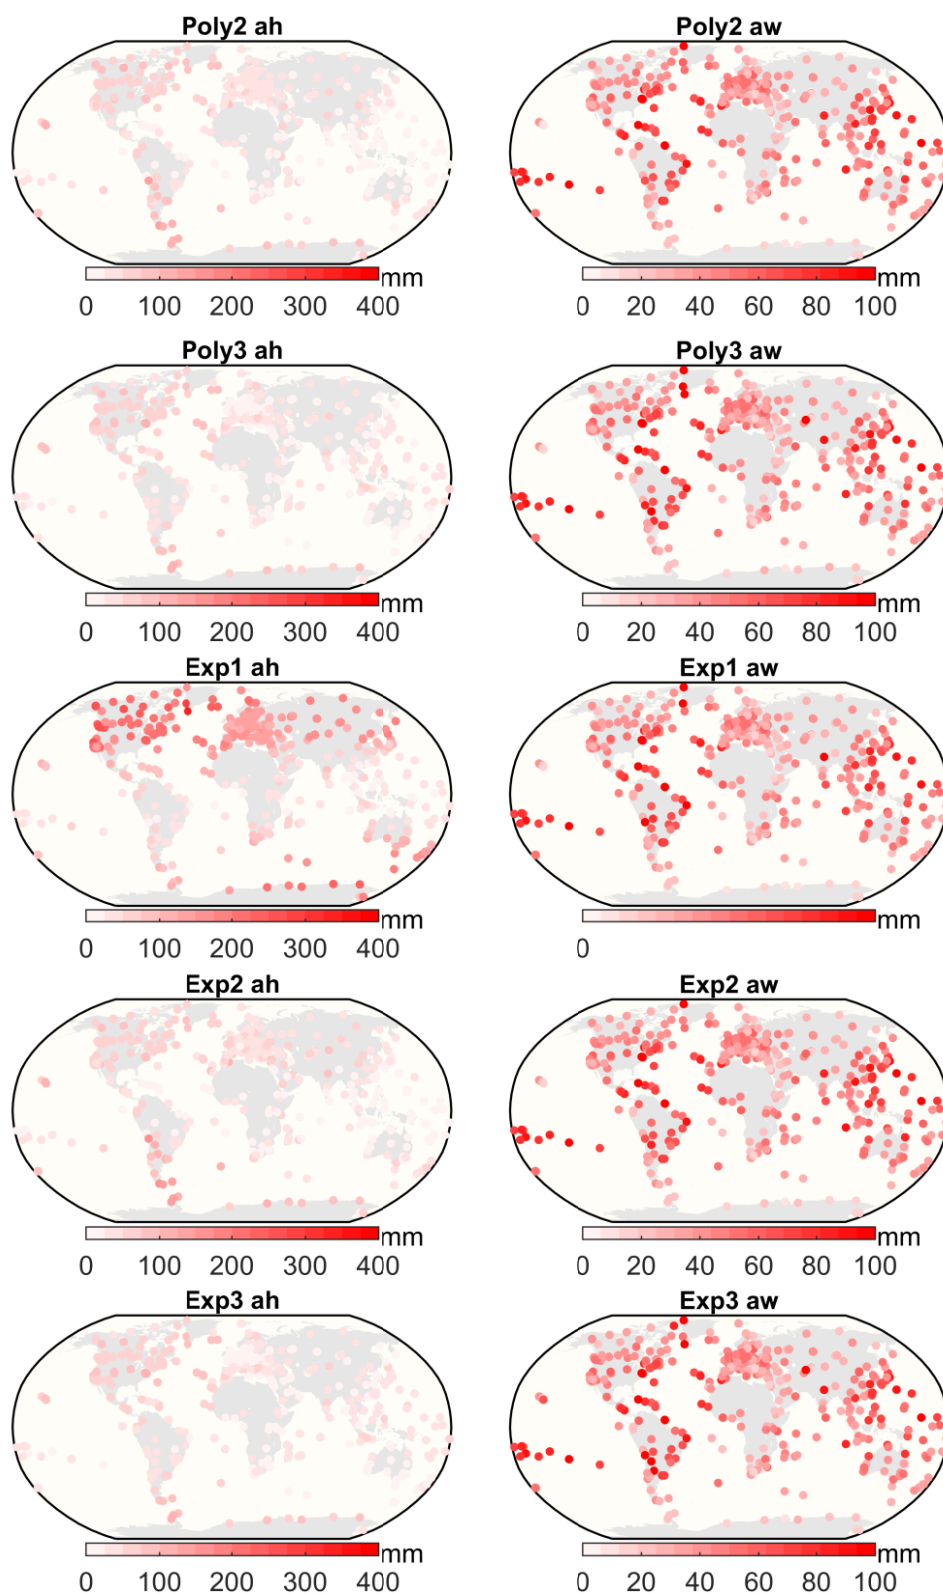 Poly2 ah
Poly2 aw
mm
0 100 200 300 400
mm
0 20 40 60 80 100
Poly3 ah
Poly3 aw
mm
0 100 200 300 400
mm
0 20 40 60 80 100
Exp1 ah
Exp1 aw
mm
0 100 200 300 400
mm
0
Exp2 ah
Exp2 aw
mm
0 100 200 300 400
mm
0 20 40 60 80 100
Exp3 ah
Exp3 aw
mm
0 100 200 300 400
mm
0 20 40 60 80 100